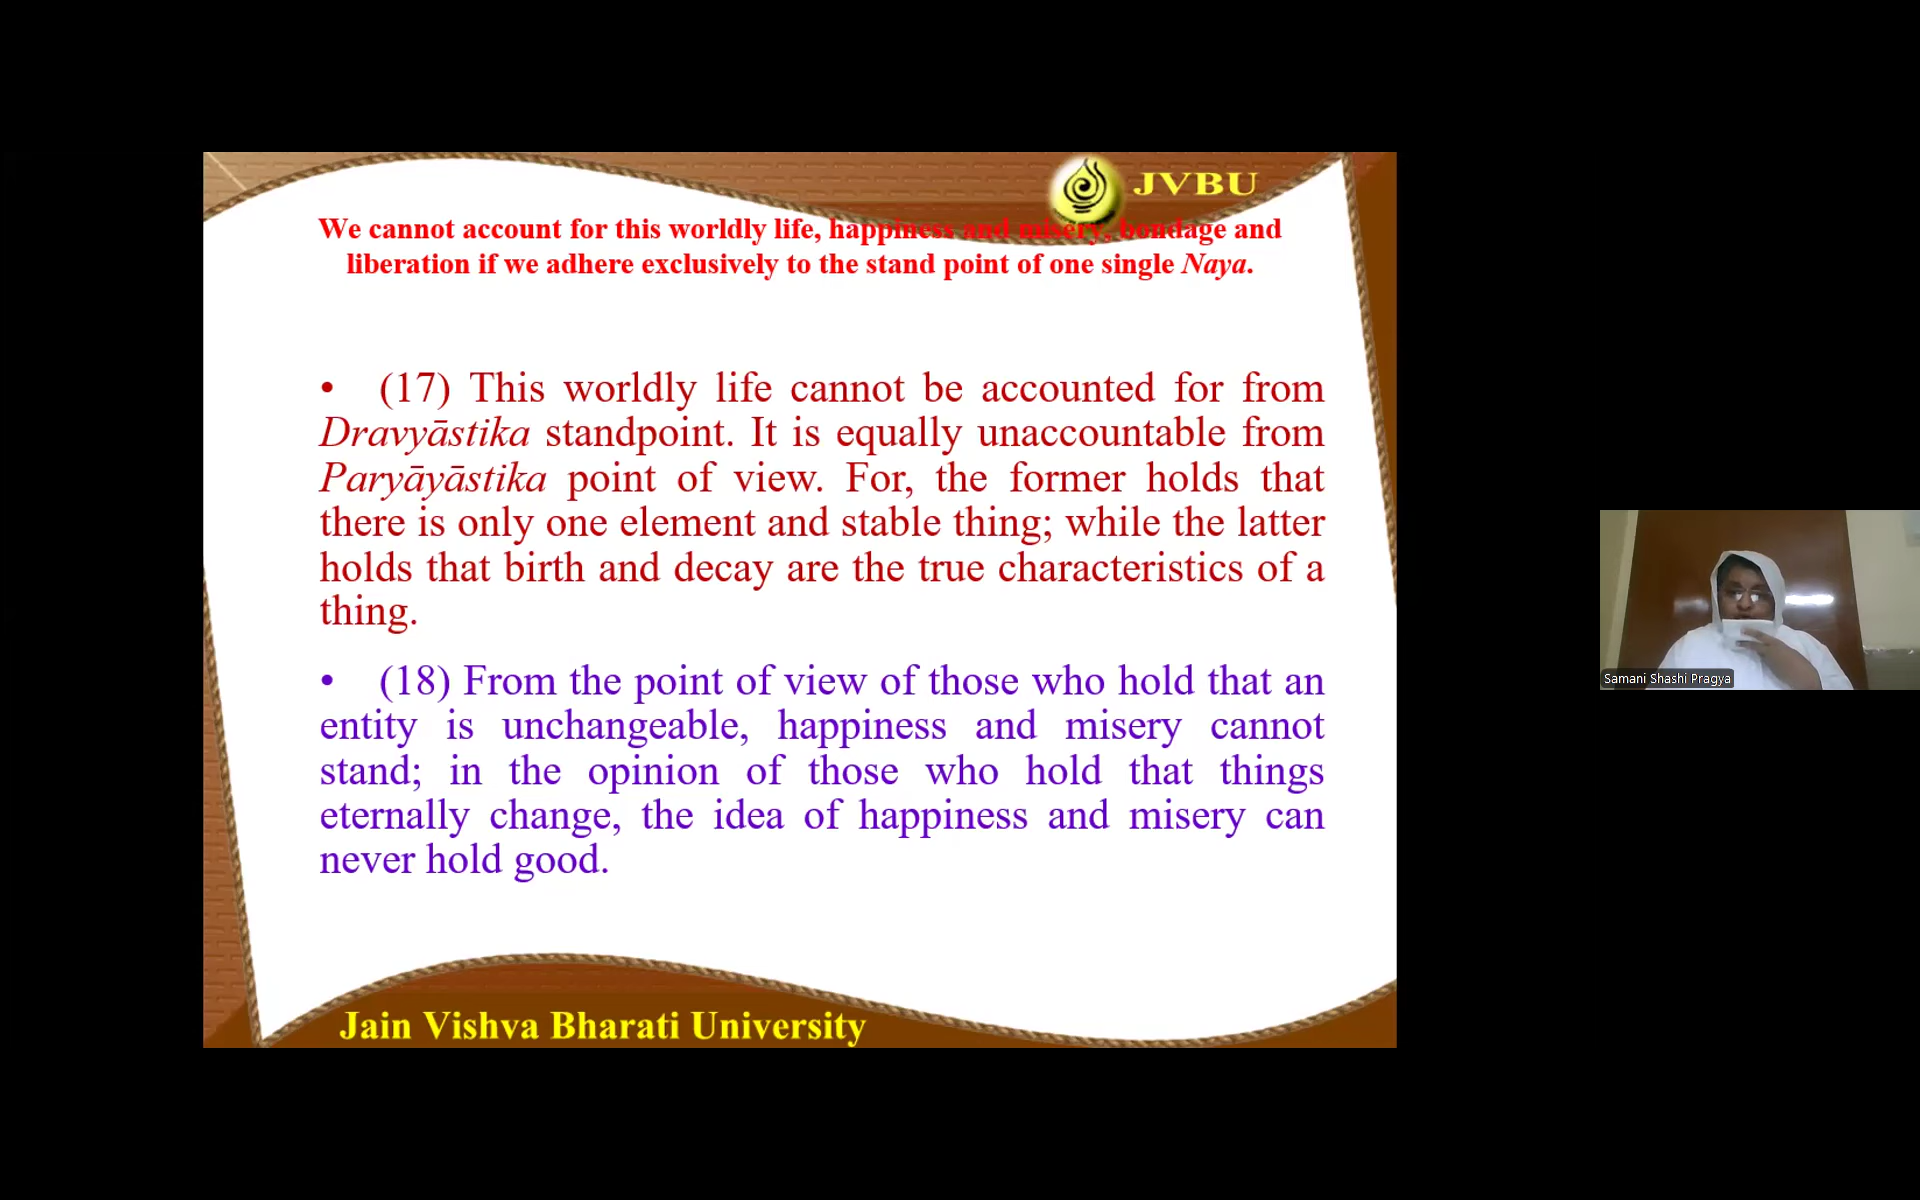 JVBU
We cannot account for this worldly life, happiness and misery, bondage and
liberation if we adhere exclusively to the stand point of one single Naya.
• (17) This worldly life cannot be accounted for from
Dravyāstika standpoint. It is equally unaccountable from
Paryāyāstika point of view. For, the former holds that
there is only one element and stable thing; while the latter
holds that birth and decay are the true characteristics of a
thing.
• (18) From the point of view of those who hold that an
entity is unchangeable, happiness and misery cannot
stand; in the opinion of those who hold that things
eternally change, the idea of happiness and misery can
never hold good.
Jain Vishva Bharati University
Samani Shashi Pragya